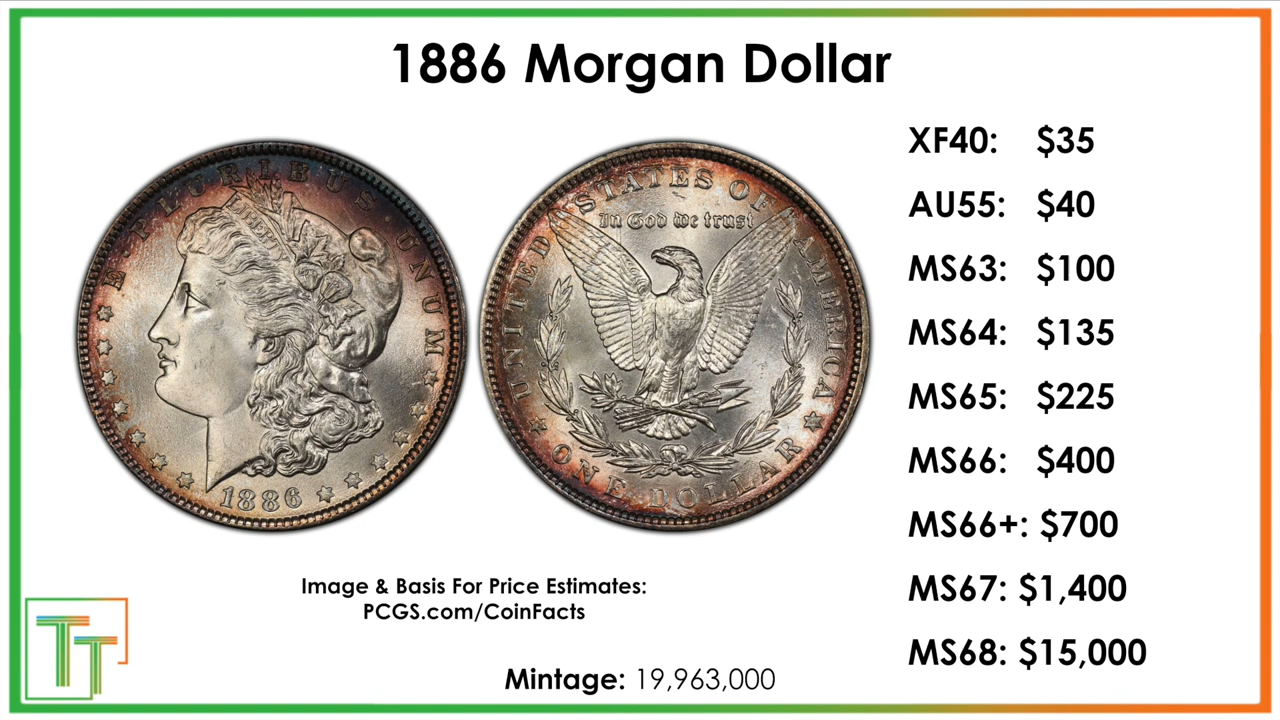 1886 Morgan Dollar
E PLURIBUS UNUM
LIBERTY
1886
UNITED STATES OF AMERICA
In God we trust
ONE DOLLAR
XF40: $35
AU55: $40
MS63: $100
MS64: $135
MS65: $225
MS66: $400
MS66+: $700
MS67: $1,400
MS68: $15,000
Image & Basis For Price Estimates:
PCGS.com/CoinFacts
TT
Mintage: 19,963,000